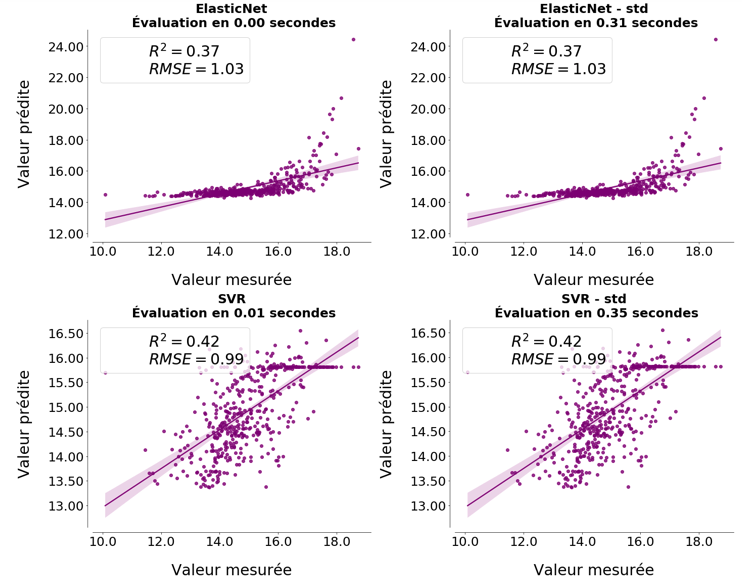 ElasticNet
Évaluation en 0.00 secondes
R² = 0.37
RMSE = 1.03
24.00
22.00
20.00
18.00
16.00
14.00
12.00
Valeur prédite
10.0 12.0 14.0 16.0 18.0
Valeur mesurée
ElasticNet - std
Évaluation en 0.31 secondes
R² = 0.37
RMSE = 1.03
24.00
22.00
20.00
18.00
16.00
14.00
12.00
Valeur prédite
10.0 12.0 14.0 16.0 18.0
Valeur mesurée
SVR
Évaluation en 0.01 secondes
R² = 0.42
RMSE = 0.99
16.50
16.00
15.50
15.00
14.50
14.00
13.50
13.00
Valeur prédite
10.0 12.0 14.0 16.0 18.0
Valeur mesurée
SVR - std
Évaluation en 0.35 secondes
R² = 0.42
RMSE = 0.99
16.50
16.00
15.50
15.00
14.50
14.00
13.50
13.00
Valeur prédite
10.0 12.0 14.0 16.0 18.0
Valeur mesurée